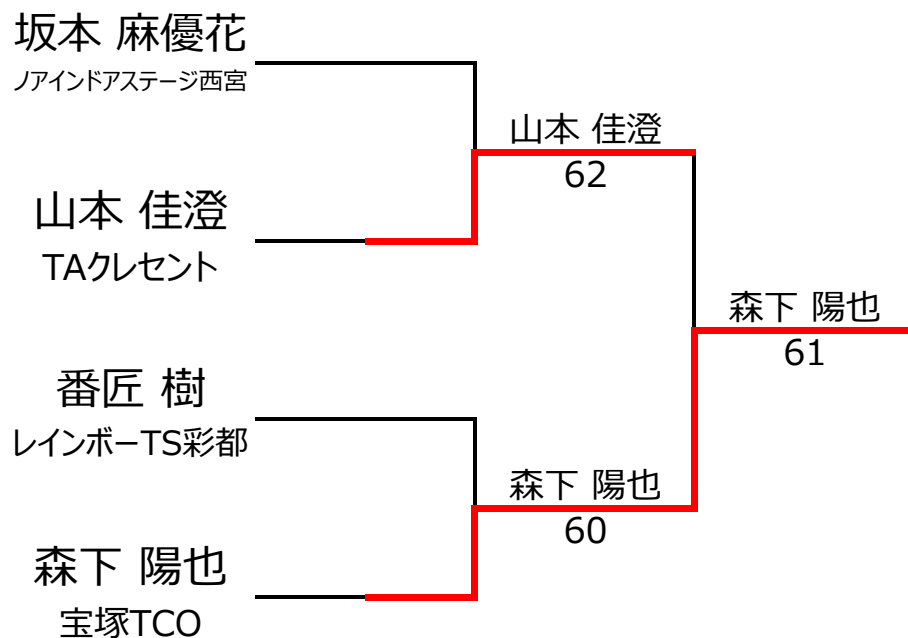 坂本 麻優花
ノアインドアステージ西宮
山本 佳澄
62
山本 佳澄
TAクレセント
森下 陽也
61
番匠 樹
レインボーTS彩都
森下 陽也
60
森下 陽也
宝塚TCO